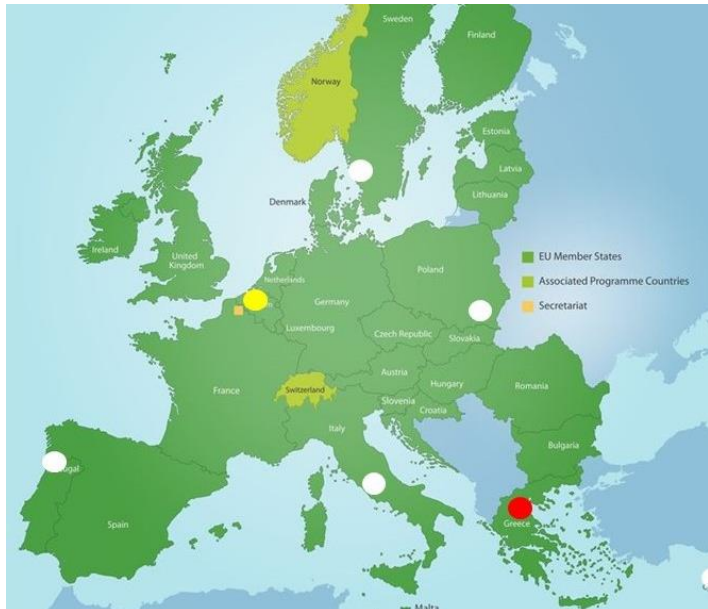 Sweden
Finland
Norway
Estonia
Latvia
Denmark
Lithuania
Ireland
United
Kingdom
EU Member States
Netherlands
Poland
Associated Programme Countries
Germany
Secretariat
Luxembourg
Czech Republic
Slovakia
Austria
France
Switzerland
Hungary
Romania
Slovenia
Croatia
Italy
Bulgaria
Spain
Greece